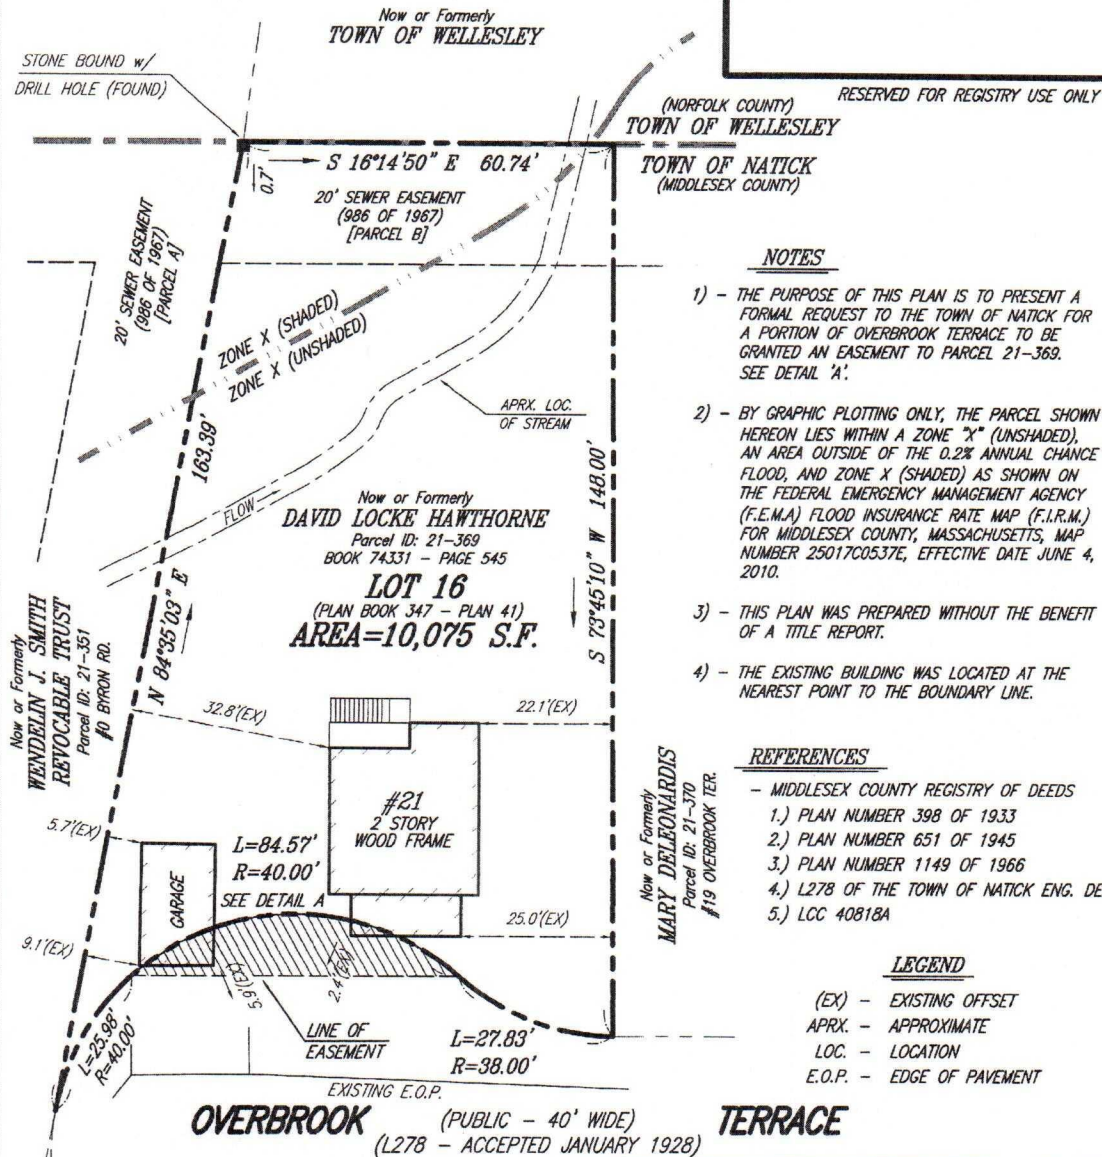 Now or Formerly
TOWN OF WELLESLEY
STONE BOUND w/
DRILL HOLE (FOUND)
RESERVED FOR REGISTRY USE ONLY
(NORFOLK COUNTY)
TOWN OF WELLESLEY
TOWN OF NATICK
(MIDDLESEX COUNTY)
S 16°14'50" E 60.74'
0.7'
20' SEWER EASEMENT
(986 OF 1967)
[PARCEL B]
20' SEWER EASEMENT
(986 OF 1967)
[PARCEL A]
ZONE X (SHADED)
ZONE X (UNSHADED)
APRX. LOC.
OF STREAM
FLOW
163.39'
N 84°35'03" E
S 73°45'10" W 148.00'
Now or Formerly
DAVID LOCKE HAWTHORNE
Parcel ID: 21-369
BOOK 74331 - PAGE 545
LOT 16
(PLAN BOOK 347 - PLAN 41)
AREA=10,075 S.F.
Now or Formerly
WENDELIN J. SMITH
REVOCABLE TRUST
Parcel ID: 21-351
#0 BYRON RD.
32.8'(EX)
22.1'(EX)
#21
2 STORY
WOOD FRAME
5.7'(EX)
L=84.57'
R=40.00'
SEE DETAIL A
GARAGE
25.0'(EX)
9.1'(EX)
5.9'(EX)
2.4'(EX)
Now or Formerly
MARY DELEONARDIS
Parcel ID: 21-370
#19 OVERBROOK TER.
L=25.98'
R=40.00'
LINE OF
EASEMENT
L=27.83'
R=38.00'
EXISTING E.O.P.
OVERBROOK (PUBLIC - 40' WIDE) TERRACE
(L278 - ACCEPTED JANUARY 1928)
NOTES
1) - THE PURPOSE OF THIS PLAN IS TO PRESENT A
FORMAL REQUEST TO THE TOWN OF NATICK FOR
A PORTION OF OVERBROOK TERRACE TO BE
GRANTED AN EASEMENT TO PARCEL 21-369.
SEE DETAIL 'A'.
2) - BY GRAPHIC PLOTTING ONLY, THE PARCEL SHOWN
HEREON LIES WITHIN A ZONE "X" (UNSHADED),
AN AREA OUTSIDE OF THE 0.2% ANNUAL CHANCE
FLOOD, AND ZONE X (SHADED) AS SHOWN ON
THE FEDERAL EMERGENCY MANAGEMENT AGENCY
(F.E.M.A) FLOOD INSURANCE RATE MAP (F.I.R.M.)
FOR MIDDLESEX COUNTY, MASSACHUSETTS, MAP
NUMBER 25017C0537E, EFFECTIVE DATE JUNE 4,
2010.
3) - THIS PLAN WAS PREPARED WITHOUT THE BENEFIT
OF A TITLE REPORT.
4) - THE EXISTING BUILDING WAS LOCATED AT THE
NEAREST POINT TO THE BOUNDARY LINE.
REFERENCES
- MIDDLESEX COUNTY REGISTRY OF DEEDS
1.) PLAN NUMBER 398 OF 1933
2.) PLAN NUMBER 651 OF 1945
3.) PLAN NUMBER 1149 OF 1966
4.) L278 OF THE TOWN OF NATICK ENG. DE
5.) LCC 40818A
LEGEND
(EX) - EXISTING OFFSET
APRX. - APPROXIMATE
LOC. - LOCATION
E.O.P. - EDGE OF PAVEMENT